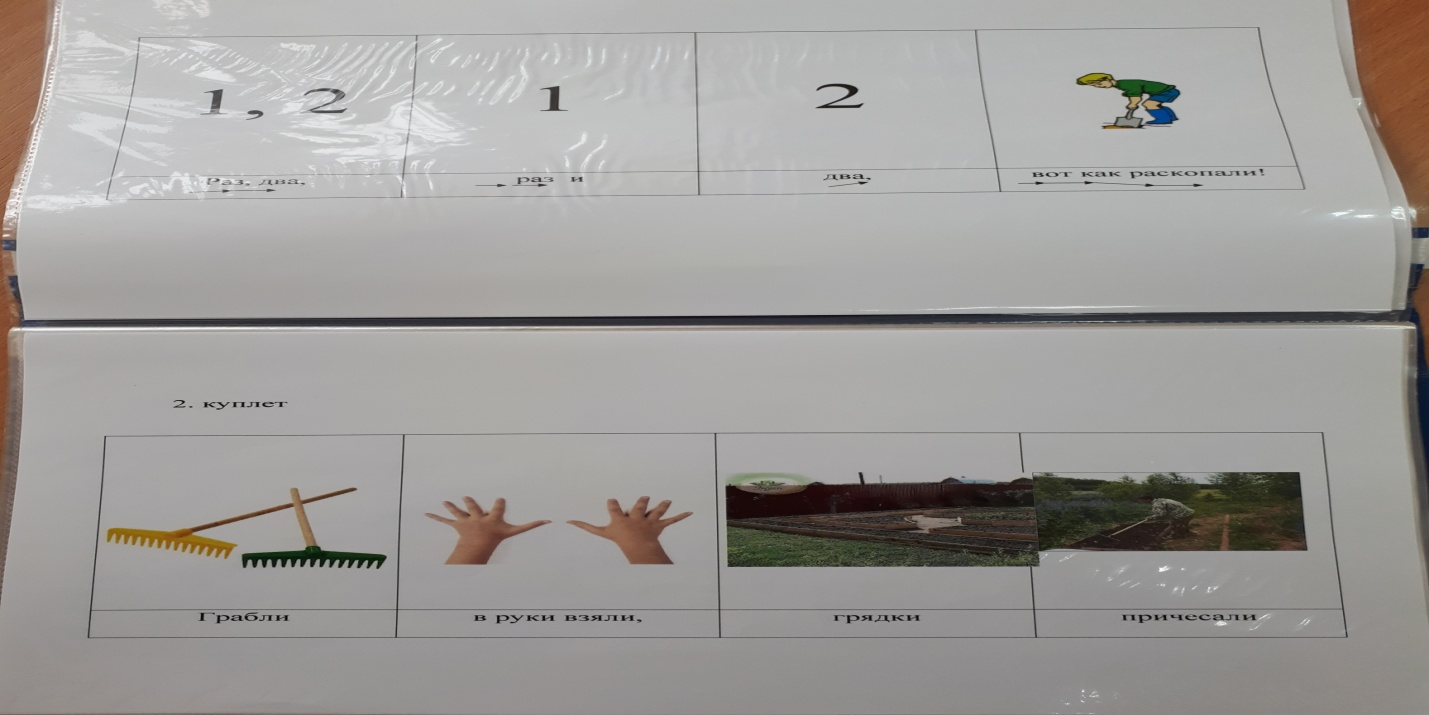 1, 2 1 2
Раз, два, раз и два, вот как раскопали!
2. куплет
Грабли в руки взяли, грядки причесали